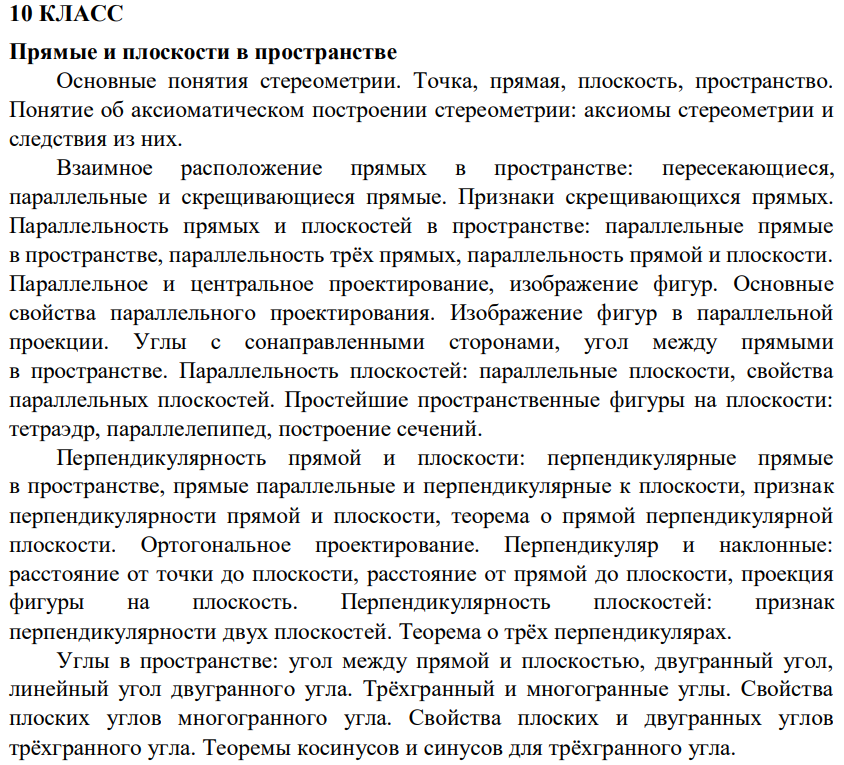 10 КЛАСС
Прямые и плоскости в пространстве
Основные понятия стереометрии. Точка, прямая, плоскость, пространство.
Понятие об аксиоматическом построении стереометрии: аксиомы стереометрии и
следствия из них.
Взаимное расположение прямых в пространстве: пересекающиеся,
параллельные и скрещивающиеся прямые. Признаки скрещивающихся прямых.
Параллельность прямых и плоскостей в пространстве: параллельные прямые
в пространстве, параллельность трёх прямых, параллельность прямой и плоскости.
Параллельное и центральное проектирование, изображение фигур. Основные
свойства параллельного проектирования. Изображение фигур в параллельной
проекции. Углы с сонаправленными сторонами, угол между прямыми
в пространстве. Параллельность плоскостей: параллельные плоскости, свойства
параллельных плоскостей. Простейшие пространственные фигуры на плоскости:
тетраэдр, параллелепипед, построение сечений.
Перпендикулярность прямой и плоскости: перпендикулярные прямые
в пространстве, прямые параллельные и перпендикулярные к плоскости, признак
перпендикулярности прямой и плоскости, теорема о прямой перпендикулярной
плоскости. Ортогональное проектирование. Перпендикуляр и наклонные:
расстояние от точки до плоскости, расстояние от прямой до плоскости, проекция
фигуры на плоскость. Перпендикулярность плоскостей: признак
перпендикулярности двух плоскостей. Теорема о трёх перпендикулярах.
Углы в пространстве: угол между прямой и плоскостью, двугранный угол,
линейный угол двугранного угла. Трёхгранный и многогранные углы. Свойства
плоских углов многогранного угла. Свойства плоских и двугранных углов
трёхгранного угла. Теоремы косинусов и синусов для трёхгранного угла.